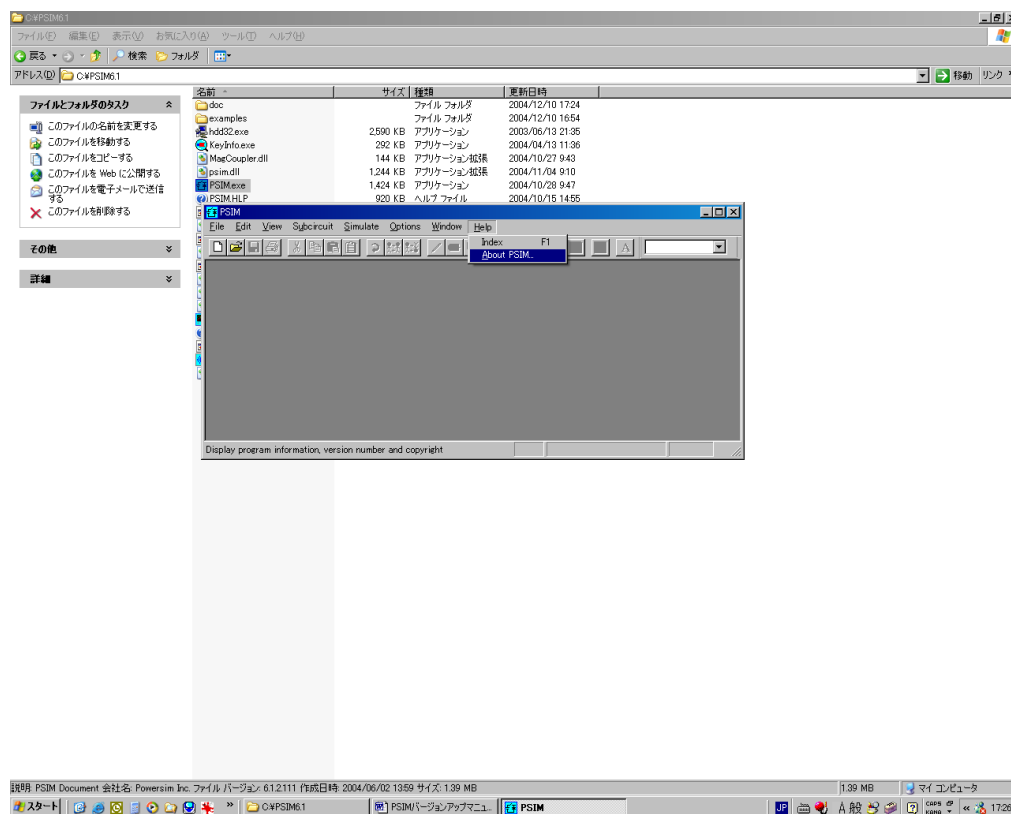 C:¥PSIM6.1
ファイル(F) 編集(E) 表示(V) お気に入り(A) ツール(T) ヘルプ(H)
戻る 検索 フォルダ
アドレス(D) C:¥PSIM6.1 移動 リンク
ファイルとフォルダのタスク
このファイルの名前を変更する
このファイルを移動する
このファイルをコピーする
このファイルを Web に公開する
このファイルを電子メールで送信する
このファイルを削除する
その他
詳細
名前 サイズ 種類 更新日時
doc ファイル フォルダ 2004/12/10 17:24
examples ファイル フォルダ 2004/12/10 16:54
hdd32.exe 2,590 KB アプリケーション 2003/06/13 21:35
KeyInfo.exe 292 KB アプリケーション 2004/04/13 11:36
MagCoupler.dll 144 KB アプリケーション拡張 2004/10/27 9:43
psim.dll 1,244 KB アプリケーション拡張 2004/11/04 9:10
PSIM.exe 1,424 KB アプリケーション 2004/10/28 9:47
PSIM.HLP 920 KB ヘルプ ファイル 2004/10/15 14:55
PSIM
File Edit View Subcircuit Simulate Options Window Help
Index F1
About PSIM...
A
Display program information, version number and copyright
説明: PSIM Document 会社名: Powersim Inc. ファイル バージョン: 6.1.2.111 作成日時: 2004/06/02 13:59 サイズ: 1.39 MB 1.39 MB マイ コンピュータ
スタート » C:¥PSIM6.1 PSIMバージョンアップマニュ... PSIM JP A 般 CAPS KANA « 17:26